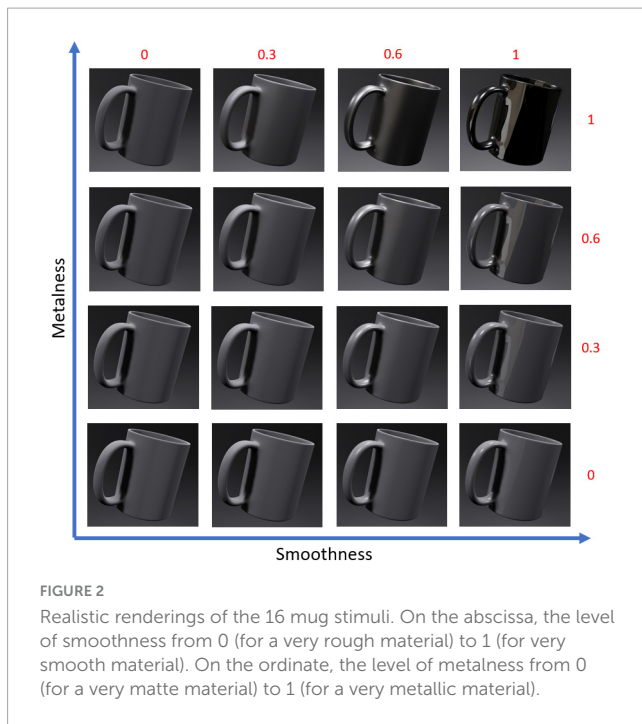 0 0.3 0.6 1
1
0.6
0.3
0
Metalness
Smoothness
FIGURE 2
Realistic renderings of the 16 mug stimuli. On the abscissa, the level
of smoothness from 0 (for a very rough material) to 1 (for very
smooth material). On the ordinate, the level of metalness from 0
(for a very matte material) to 1 (for a very metallic material).